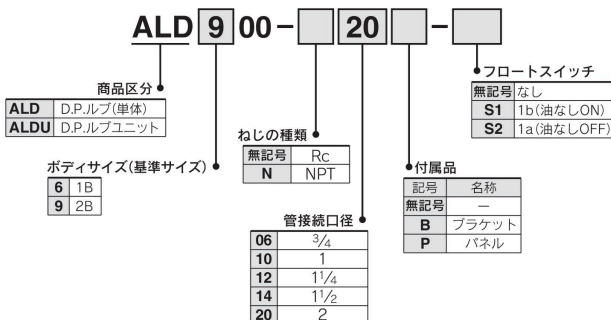 ALD 9 00 - 20 -
商品区分
ALD D.P.ルブ(単体)
ALDU D.P.ルブユニット
ボディサイズ(基準サイズ)
6 1B
9 2B
ねじの種類
無記号 Rc
N NPT
管接続口径
06 3/4
10 1
12 1 1/4
14 1 1/2
20 2
フロートスイッチ
無記号 なし
S1 1b(油なしON)
S2 1a(油なしOFF)
付属品
記号 名称
無記号 —
B ブラケット
P パネル